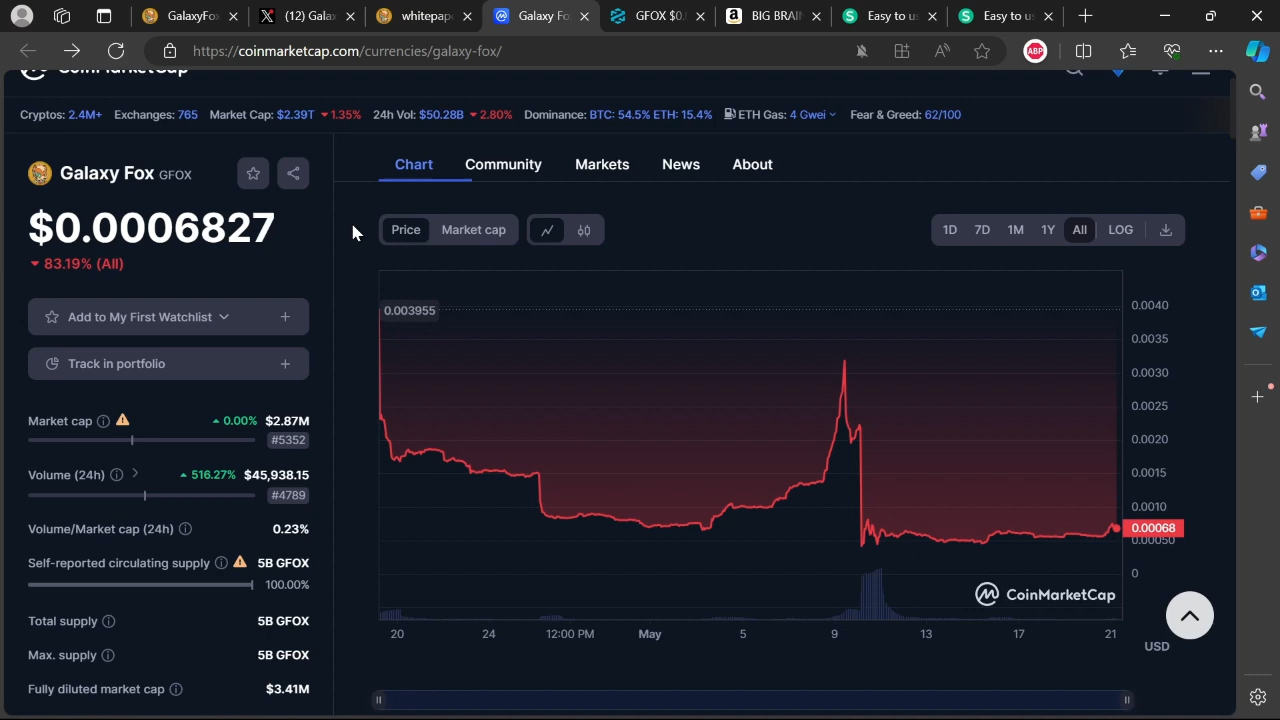 GalaxyFo
(12) Galax
whitepap
Galaxy Fo
GFOX $0.
BIG BRAIN
Easy to us
Easy to us
https://coinmarketcap.com/currencies/galaxy-fox/
ABP
CoinMarketCap
Cryptos: 2.4M+ Exchanges: 765 Market Cap: $2.39T 1.35% 24h Vol: $50.28B 2.80% Dominance: BTC: 54.5% ETH: 15.4% ETH Gas: 4 Gwei Fear & Greed: 62/100
Galaxy Fox GFOX
$0.0006827
83.19% (All)
Add to My First Watchlist +
Track in portfolio +
Market cap 0.00% $2.87M
#5352
Volume (24h) 516.27% $45,938.15
#4789
Volume/Market cap (24h) 0.23%
Self-reported circulating supply 5B GFOX
100.00%
Total supply 5B GFOX
Max. supply 5B GFOX
Fully diluted market cap $3.41M
Chart Community Markets News About
Price Market cap
1D 7D 1M 1Y All LOG
0.003955
0.0040
0.0035
0.0030
0.0025
0.0020
0.0015
0.0010
0.00068
0.00050
0
CoinMarketCap
20 24 12:00 PM May 5 9 13 17 21
USD